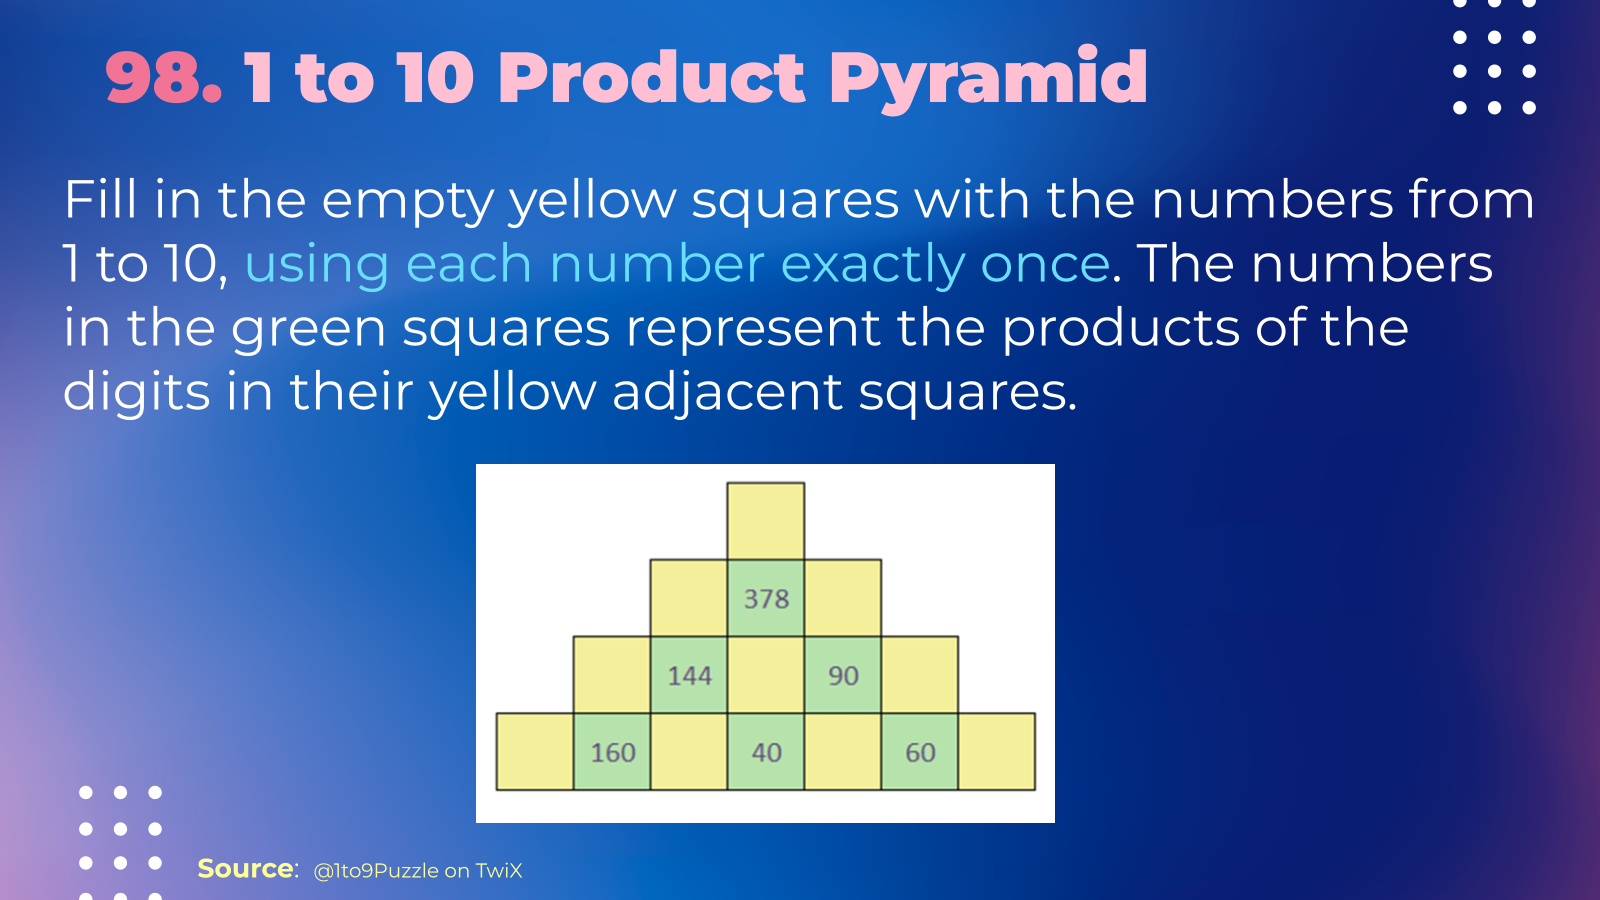 98. 1 to 10 Product Pyramid
Fill in the empty yellow squares with the numbers from
1 to 10, using each number exactly once. The numbers
in the green squares represent the products of the
digits in their yellow adjacent squares.
378
144 90
160 40 60
Source: @1to9Puzzle on TwiX